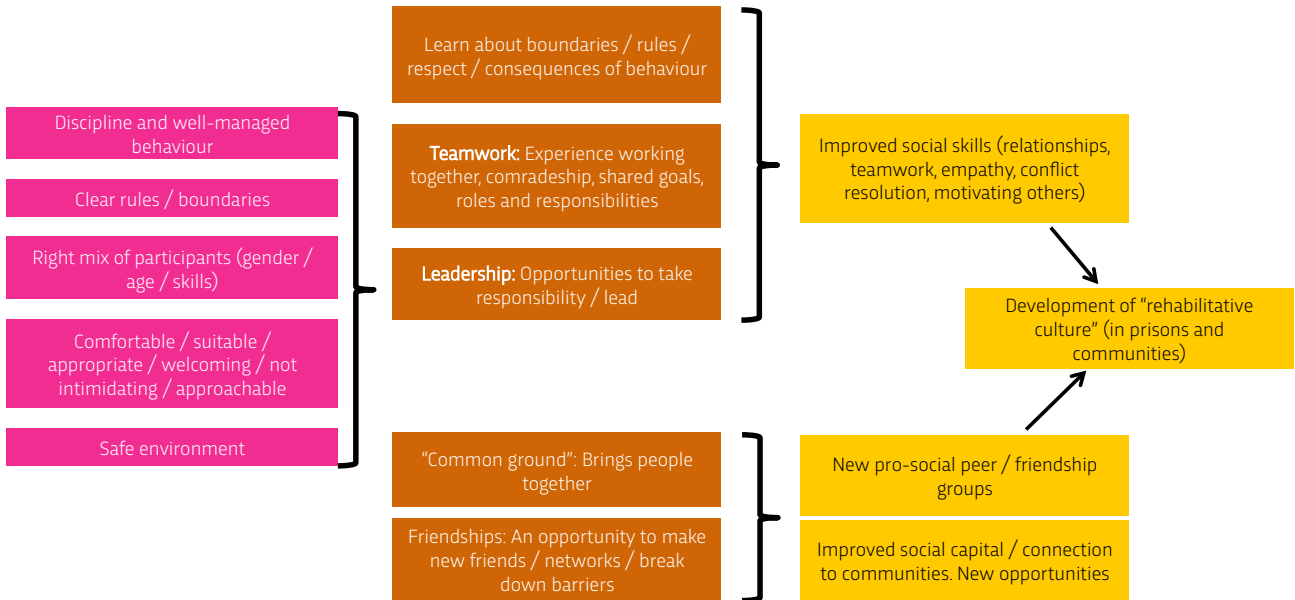 Discipline and well-managed
behaviour
Clear rules / boundaries
Right mix of participants (gender /
age / skills)
Comfortable / suitable /
appropriate / welcoming / not
intimidating / approachable
Safe environment
Learn about boundaries / rules /
respect / consequences of behaviour
Teamwork: Experience working
together, comradeship, shared goals,
roles and responsibilities
Leadership: Opportunities to take
responsibility / lead
“Common ground”: Brings people
together
Friendships: An opportunity to make
new friends / networks / break
down barriers
Improved social skills (relationships,
teamwork, empathy, conflict
resolution, motivating others)
New pro-social peer / friendship
groups
Improved social capital / connection
to communities. New opportunities
Development of “rehabilitative
culture” (in prisons and
communities)